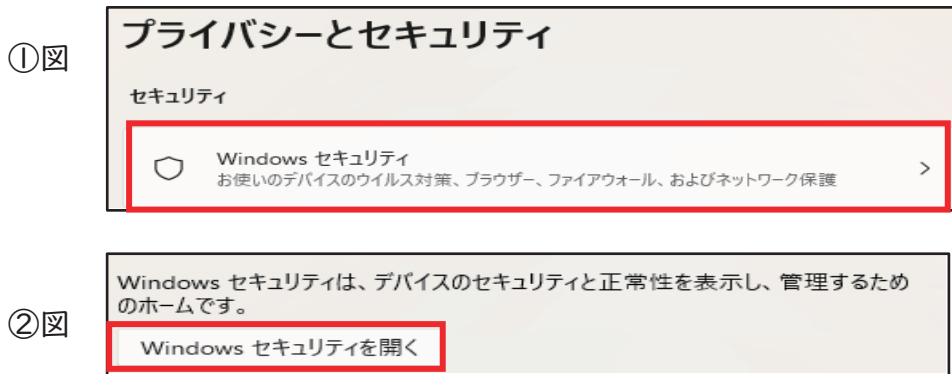 ①図
プライバシーとセキュリティ
セキュリティ
Windows セキュリティ
お使いのデバイスのウイルス対策、ブラウザー、ファイアウォール、およびネットワーク保護
②図
Windows セキュリティは、デバイスのセキュリティと正常性を表示し、管理するため
のホームです。
Windows セキュリティを開く